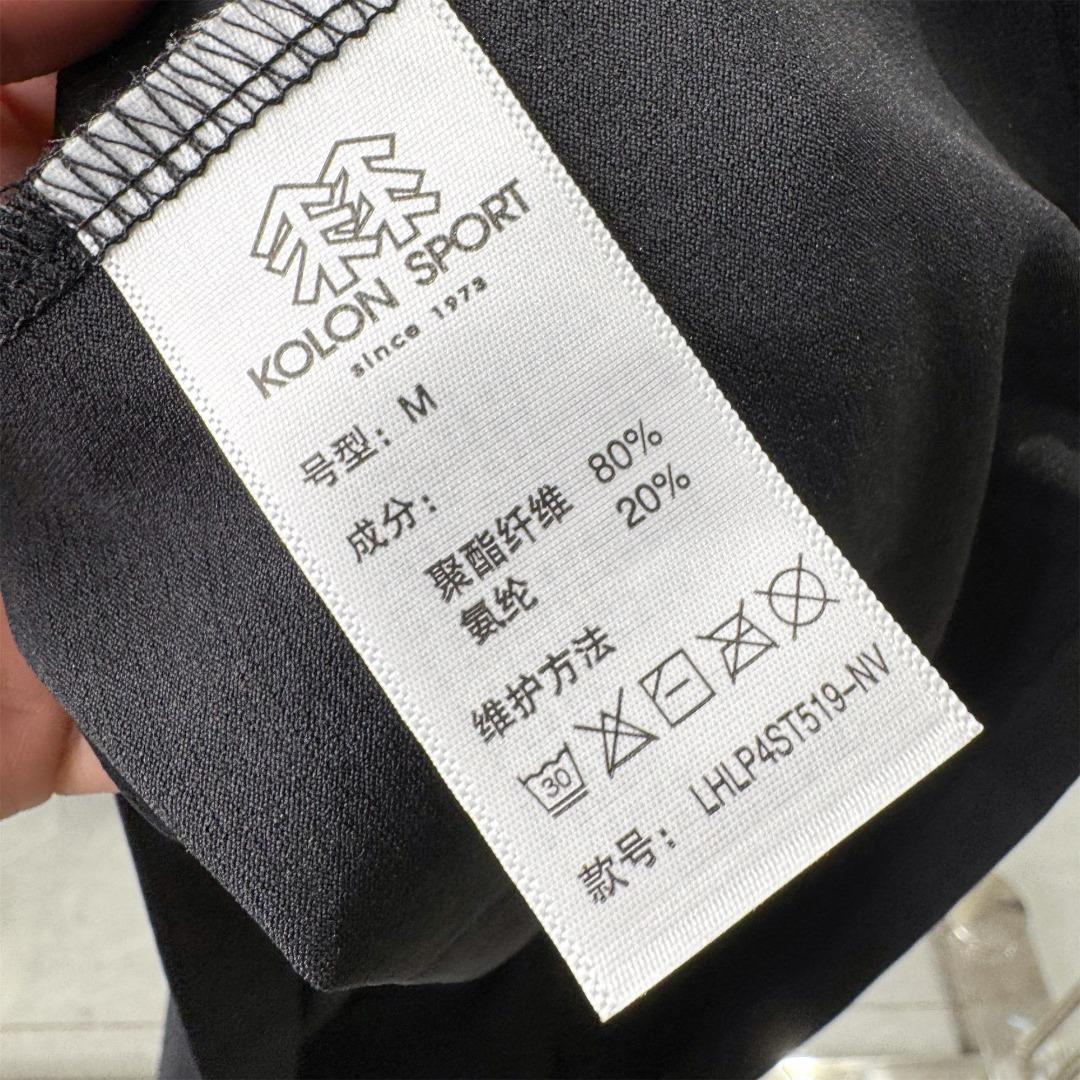 KOLON SPORT
since 1973
号型：M
成分：
聚酯纤维 80%
氨纶 20%
维护方法
30
款号：LHLP4ST519-NV